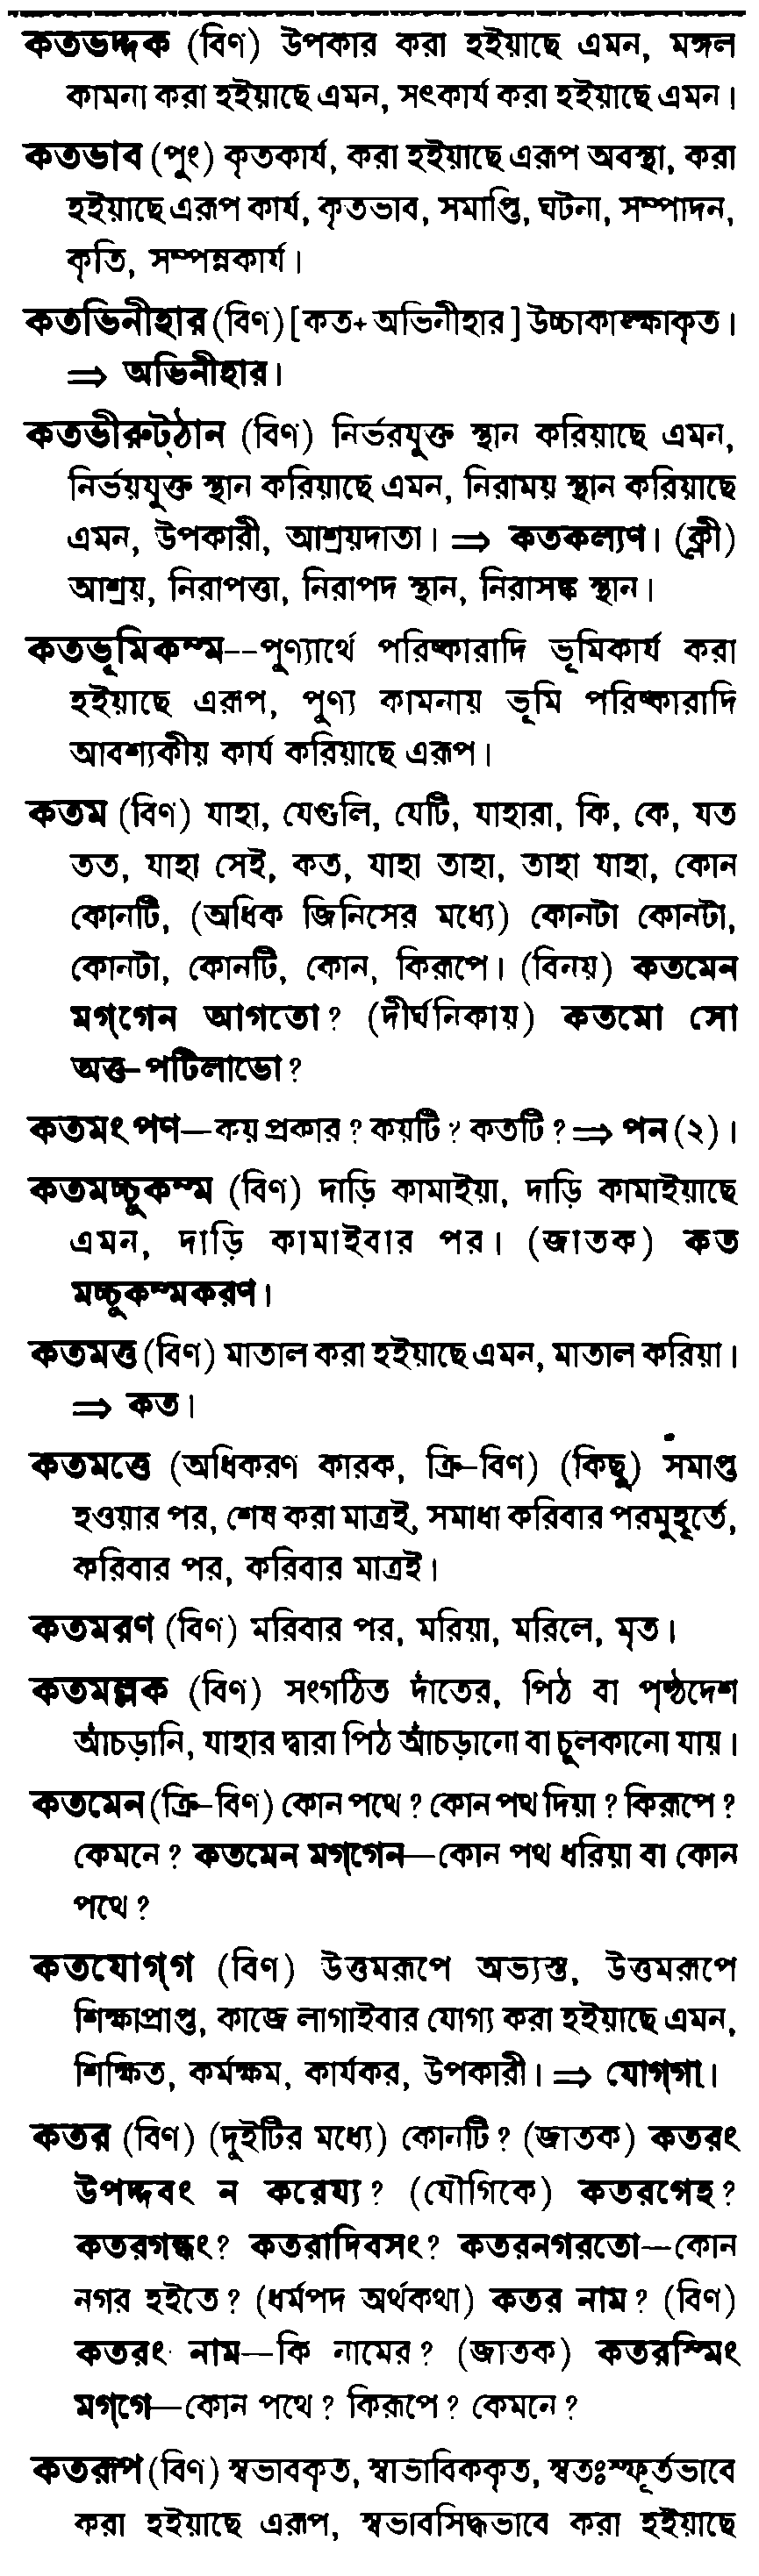 কতভদ্দক (বিণ) উপকার করা হইয়াছে এমন, মঙ্গল
কামনা করা হইয়াছে এমন, সৎকার্য করা হইয়াছে এমন।
কতভাব (পুং) কৃতকার্য, করা হইয়াছে এরূপ অবস্থা, করা
হইয়াছে এরূপ কার্য, কৃতভাব, সমাপ্তি, ঘটনা, সম্পাদন,
কৃতি, সম্পন্নকার্য।
কতভিনীহার (বিণ) [কত+ অভিনীহার] উচ্চাকাঙ্ক্ষাকৃত।
⇒ অভিনীহার।
কতভীরুট্ঠান (বিণ) নির্ভরযুক্ত স্থান করিয়াছে এমন,
নির্ভয়যুক্ত স্থান করিয়াছে এমন, নিরাময় স্থান করিয়াছে
এমন, উপকারী, আশ্রয়দাতা। ⇒ কতকল্যণ। (ক্লী)
আশ্রয়, নিরাপত্তা, নিরাপদ স্থান, নিরাসঙ্ক স্থান।
কতভূমিকম্ম--পুণ্যার্থে পরিষ্কারাদি ভূমিকার্য করা
হইয়াছে এরূপ, পুণ্য কামনায় ভূমি পরিষ্কারাদি
আবশ্যকীয় কার্য করিয়াছে এরূপ।
কতম (বিণ) যাহা, যেগুলি, যেটি, যাহারা, কি, কে, যত
তত, যাহা সেই, কত, যাহা তাহা, তাহা যাহা, কোন
কোনটি, (অধিক জিনিসের মধ্যে) কোনটা কোনটা,
কোনটা, কোনটি, কোন, কিরূপে। (বিনয়) কতমেন
মগ্‌গেন আগতো? (দীর্ঘনিকায়) কতমো সো
অত্ত-পটিলাভো?
কতমং পণ—কয় প্রকার? কয়টি? কতটি? ⇒ পন (২)।
কতমচ্চুকম্ম (বিণ) দাড়ি কামাইয়া, দাড়ি কামাইয়াছে
এমন, দাড়ি কামাইবার পর। (জাতক) কত
মচ্চুকম্মকরণ।
কতমত্ত (বিণ) মাতাল করা হইয়াছে এমন, মাতাল করিয়া।
⇒ কত।
কতমত্তে (অধিকরণ কারক, ক্রি-বিণ) (কিছু) সমাপ্ত
হওয়ার পর, শেষ করা মাত্রই, সমাধা করিবার পরমুহূর্তে,
করিবার পর, করিবার মাত্রই।
কতমরণ (বিণ) মরিবার পর, মরিয়া, মরিলে, মৃত।
কতমল্লক (বিণ) সংগঠিত দাঁতের, পিঠ বা পৃষ্ঠদেশ
আঁচড়ানি, যাহার দ্বারা পিঠ আঁচড়ানো বা চুলকানো যায়।
কতমেন (ক্রি-বিণ) কোন পথে? কোন পথ দিয়া? কিরূপে?
কেমনে? কতমেন মগ্‌গেন—কোন পথ ধরিয়া বা কোন
পথে?
কতযোগ্‌গ (বিণ) উত্তমরূপে অভ্যস্ত, উত্তমরূপে
শিক্ষাপ্রাপ্ত, কাজে লাগাইবার যোগ্য করা হইয়াছে এমন,
শিক্ষিত, কর্মক্ষম, কার্যকর, উপকারী। ⇒ যোগ্‌গা।
কতর (বিণ) (দুইটির মধ্যে) কোনটি? (জাতক) কতরং
উপদ্দবং ন করেয্য? (যৌগিকে) কতরগেহ?
কতরগন্ধং? কতরাদিবসং? কতরনগরতো—কোন
নগর হইতে? (ধর্মপদ অর্থকথা) কতর নাম? (বিণ)
কতরং নাম—কি নামের? (জাতক) কতরস্মিং
মগ্‌গে—কোন পথে? কিরূপে? কেমনে?
কতরূপ (বিণ) স্বভাবকৃত, স্বাভাবিককৃত, স্বতঃস্ফূর্তভাবে
করা হইয়াছে এরূপ, স্বভাবসিদ্ধভাবে করা হইয়াছে